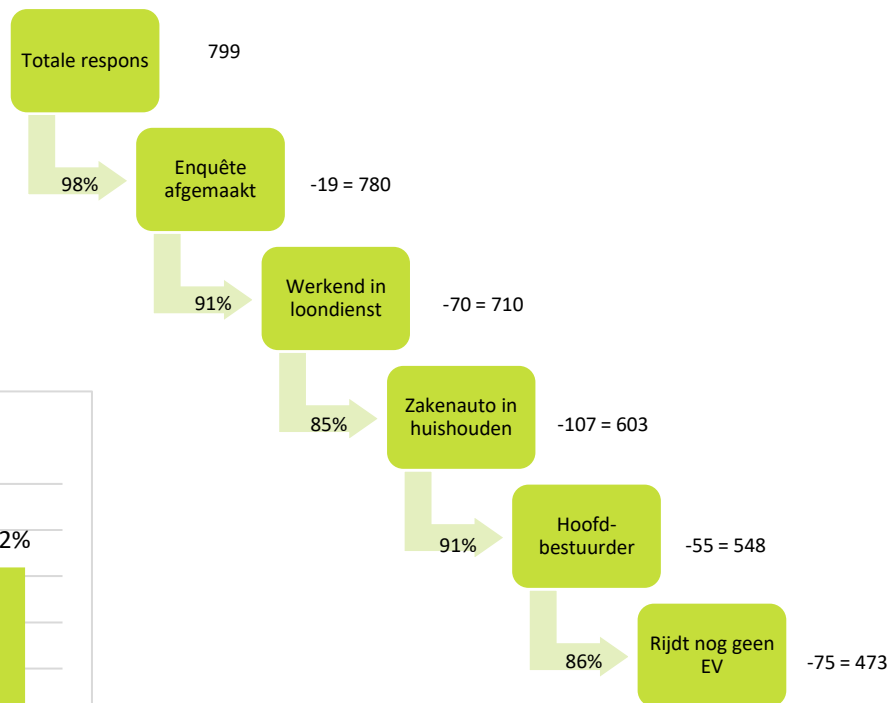 Totale respons
799
98%
Enquête
afgemaakt
-19 = 780
91%
Werkend in
loondienst
-70 = 710
85%
Zakenauto in
huishouden
-107 = 603
91%
Hoofd-
bestuurder
-55 = 548
86%
Rijdt nog geen
EV
-75 = 473
2%